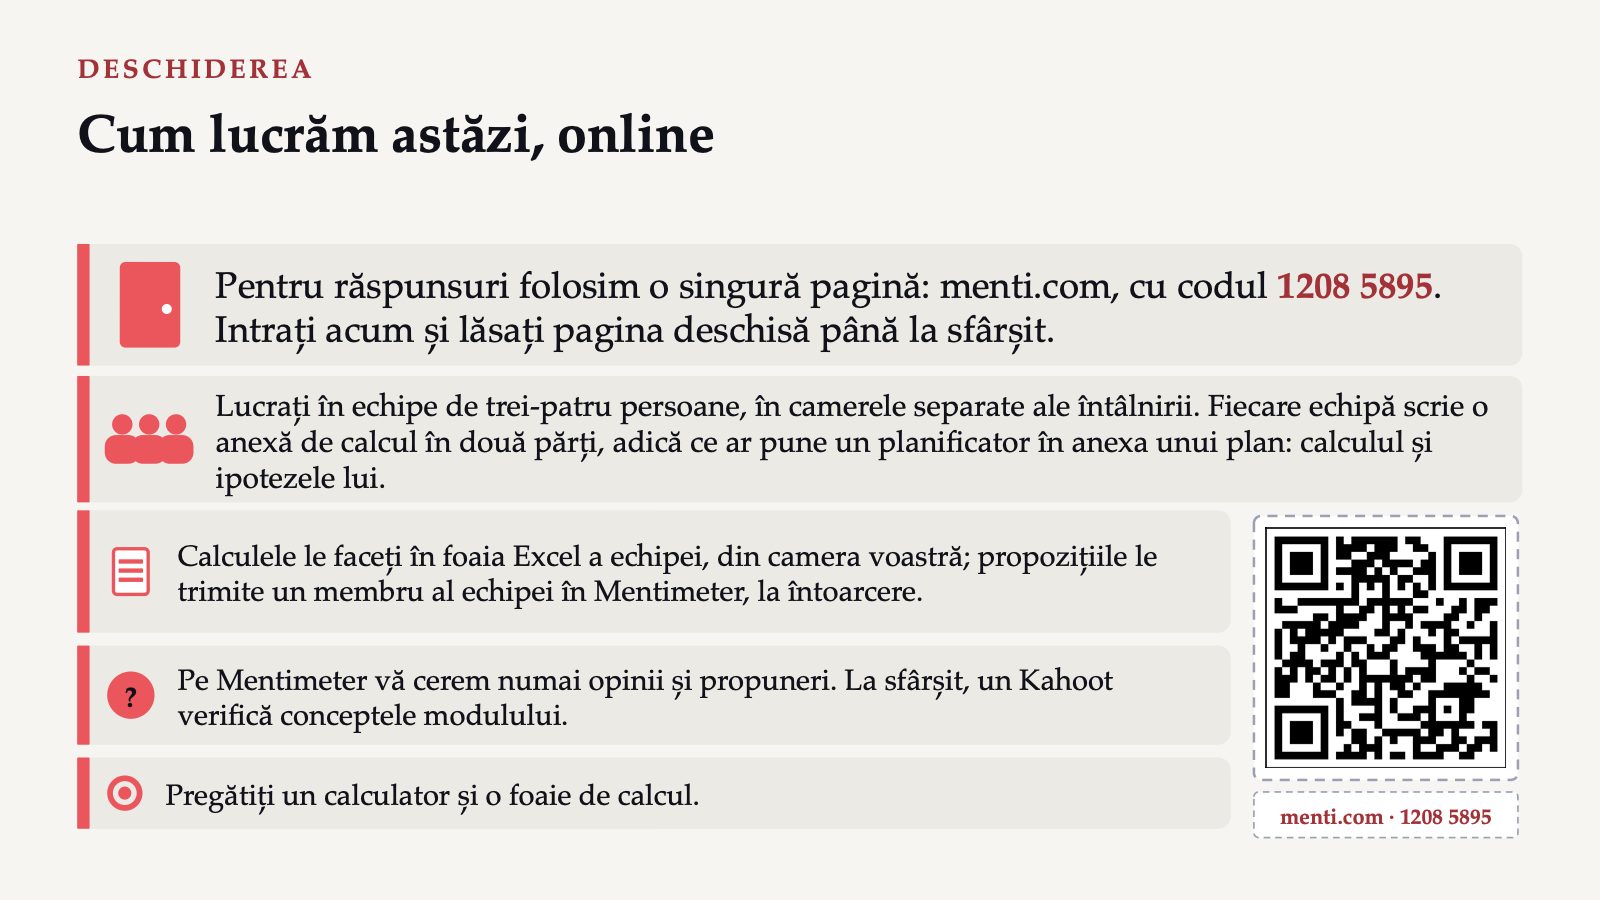 DESCHIDEREA
Cum lucrăm astăzi, online
Pentru răspunsuri folosim o singură pagină: menti.com, cu codul 1208 5895.
Intrați acum și lăsați pagina deschisă până la sfârșit.
Lucrați în echipe de trei-patru persoane, în camerele separate ale întâlnirii. Fiecare echipă scrie o
anexă de calcul în două părți, adică ce ar pune un planificator în anexa unui plan: calculul și
ipotezele lui.
Calculele le faceți în foaia Excel a echipei, din camera voastră; propozițiile le
trimite un membru al echipei în Mentimeter, la întoarcere.
?
Pe Mentimeter vă cerem numai opinii și propuneri. La sfârșit, un Kahoot
verifică conceptele modulului.
Pregătiți un calculator și o foaie de calcul.
menti.com · 1208 5895